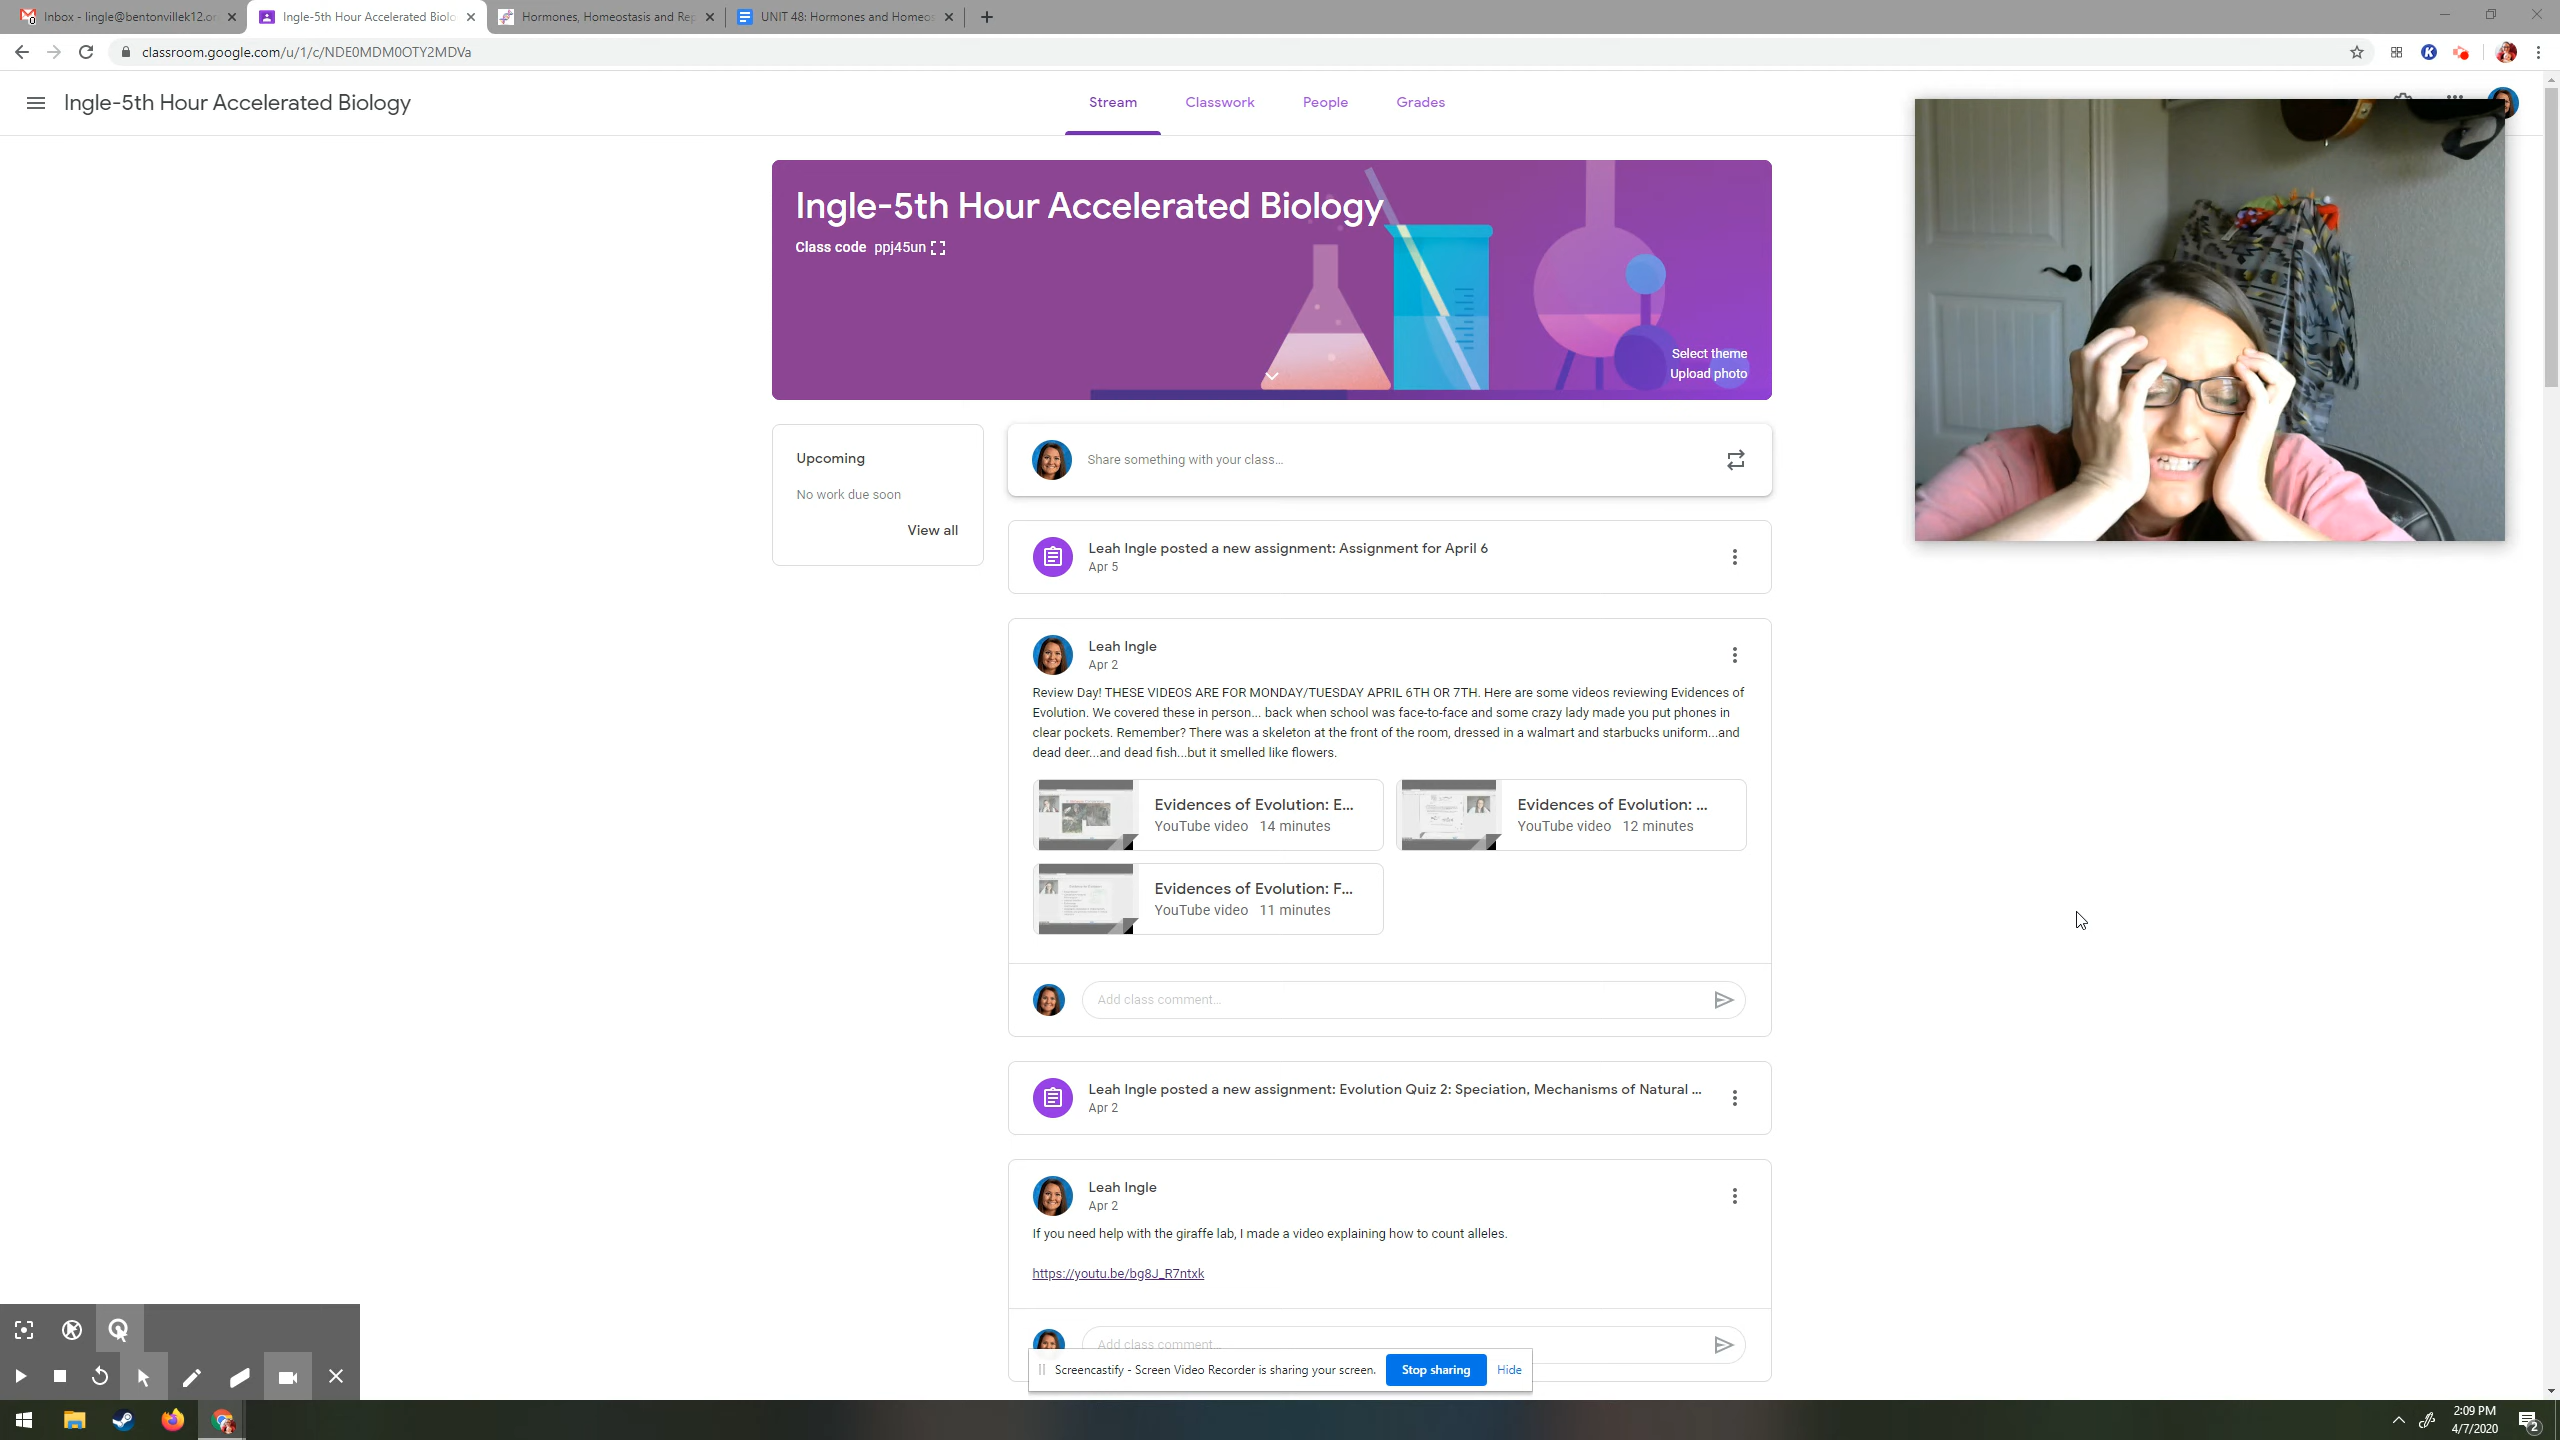 Inbox - lingle@bentonvillek12.or
Ingle-5th Hour Accelerated Biolo
Hormones, Homeostasis and Rep
UNIT 48: Hormones and Homeos
classroom.google.com/u/1/c/NDE0MDM0OTY2MDVa
Ingle-5th Hour Accelerated Biology
Stream
Classwork
People
Grades
Ingle-5th Hour Accelerated Biology
Class code ppj45un
Select theme
Upload photo
Upcoming
No work due soon
View all
Share something with your class...
Leah Ingle posted a new assignment: Assignment for April 6
Apr 5
Leah Ingle
Apr 2
Review Day! THESE VIDEOS ARE FOR MONDAY/TUESDAY APRIL 6TH OR 7TH. Here are some videos reviewing Evidences of
Evolution. We covered these in person... back when school was face-to-face and some crazy lady made you put phones in
clear pockets. Remember? There was a skeleton at the front of the room, dressed in a walmart and starbucks uniform...and
dead deer...and dead fish...but it smelled like flowers.
Evidences of Evolution: E...
YouTube video 14 minutes
Evidences of Evolution: ...
YouTube video 12 minutes
Evidences of Evolution: F...
YouTube video 11 minutes
Add class comment...
Leah Ingle posted a new assignment: Evolution Quiz 2: Speciation, Mechanisms of Natural ...
Apr 2
Leah Ingle
Apr 2
If you need help with the giraffe lab, I made a video explaining how to count alleles.
https://youtu.be/bg8J_R7ntxk
Add class comment...
Screencastify - Screen Video Recorder is sharing your screen.
Stop sharing
Hide
2:09 PM
4/7/2020
2